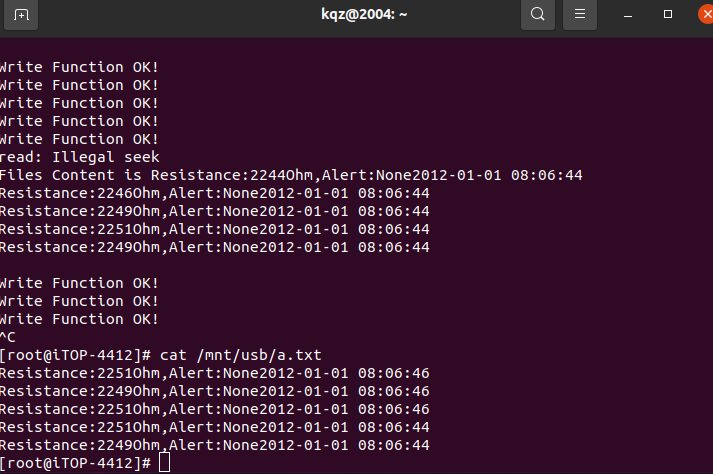 kqz@2004: ~
Write Function OK!
Write Function OK!
Write Function OK!
Write Function OK!
Write Function OK!
read: Illegal seek
Files Content is Resistance:2244Ohm,Alert:None2012-01-01 08:06:44
Resistance:2246Ohm,Alert:None2012-01-01 08:06:44
Resistance:2249Ohm,Alert:None2012-01-01 08:06:44
Resistance:2251Ohm,Alert:None2012-01-01 08:06:44
Resistance:2249Ohm,Alert:None2012-01-01 08:06:44
Write Function OK!
Write Function OK!
Write Function OK!
^C
[root@iTOP-4412]# cat /mnt/usb/a.txt
Resistance:2251Ohm,Alert:None2012-01-01 08:06:46
Resistance:2249Ohm,Alert:None2012-01-01 08:06:46
Resistance:2251Ohm,Alert:None2012-01-01 08:06:46
Resistance:2251Ohm,Alert:None2012-01-01 08:06:44
Resistance:2249Ohm,Alert:None2012-01-01 08:06:44
[root@iTOP-4412]#